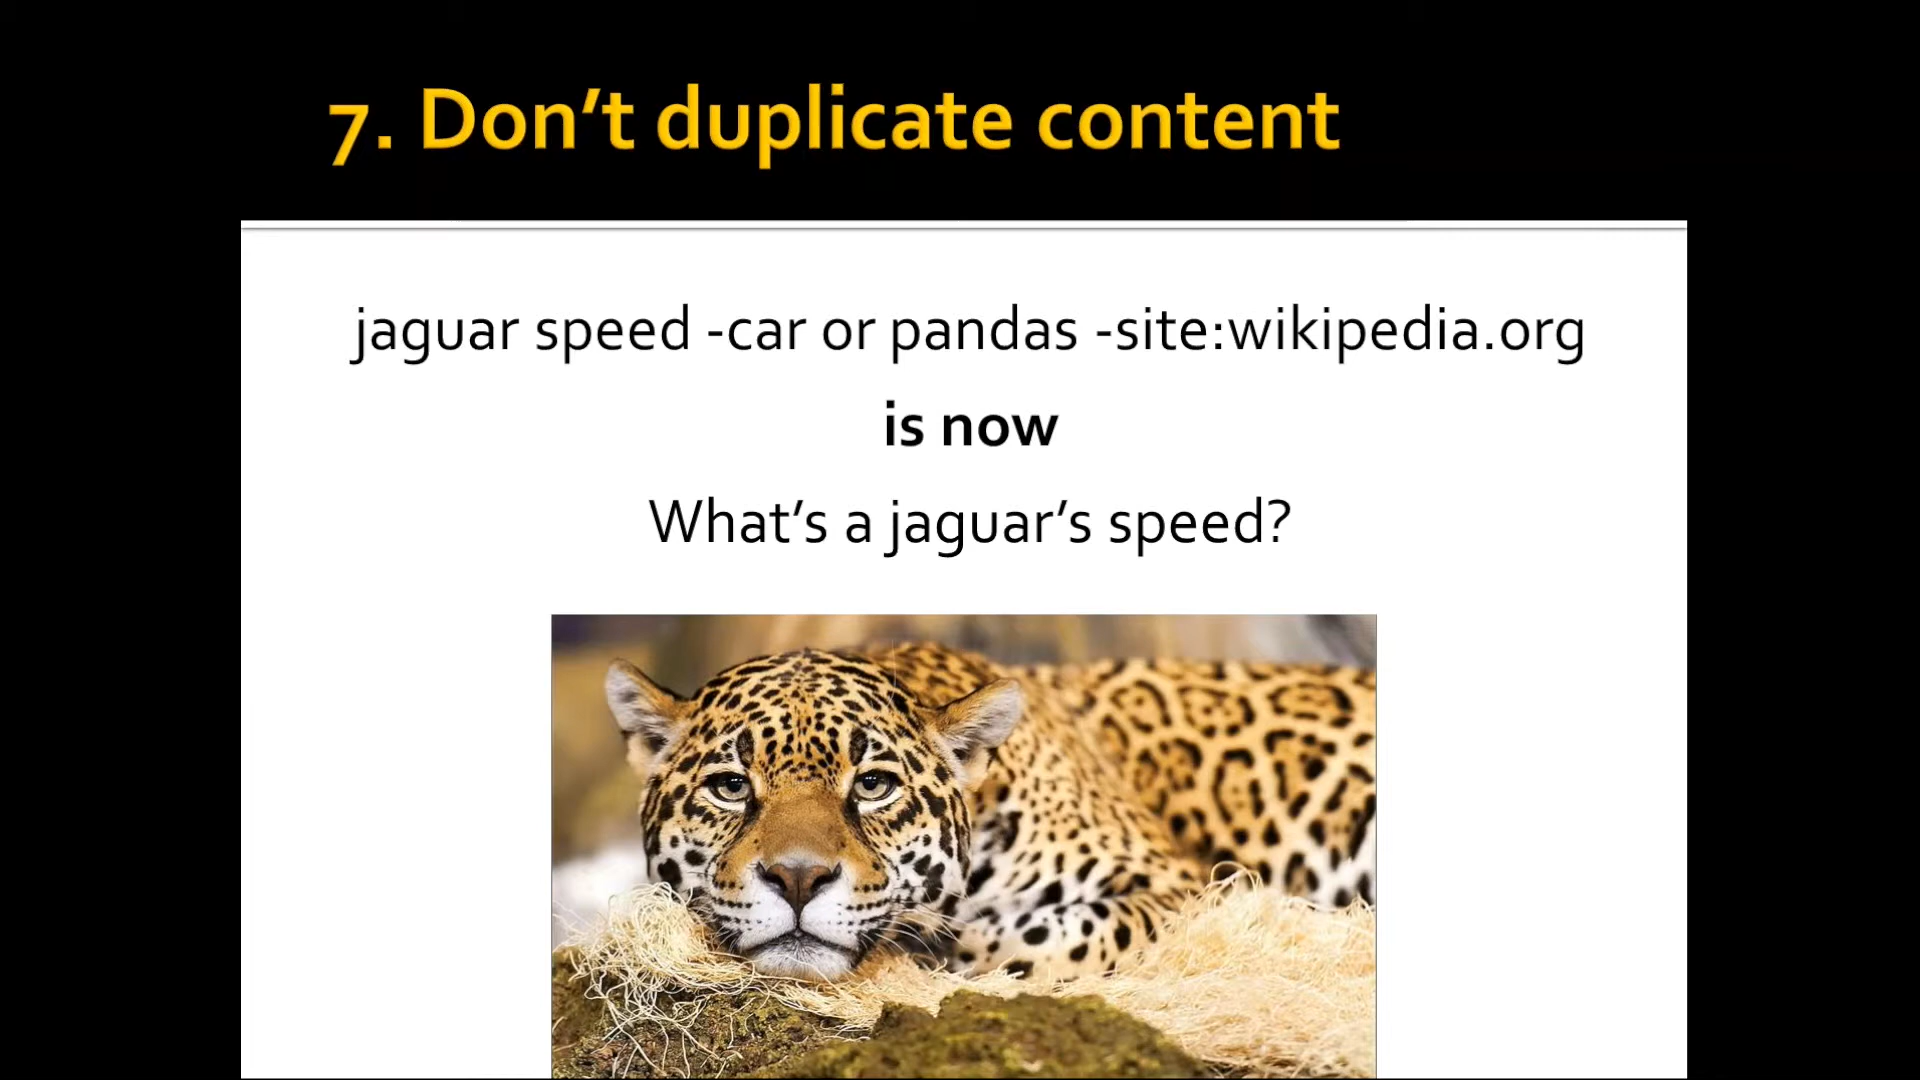 7. Don’t duplicate content
jaguar speed -car or pandas -site:wikipedia.org
is now
What’s a jaguar’s speed?